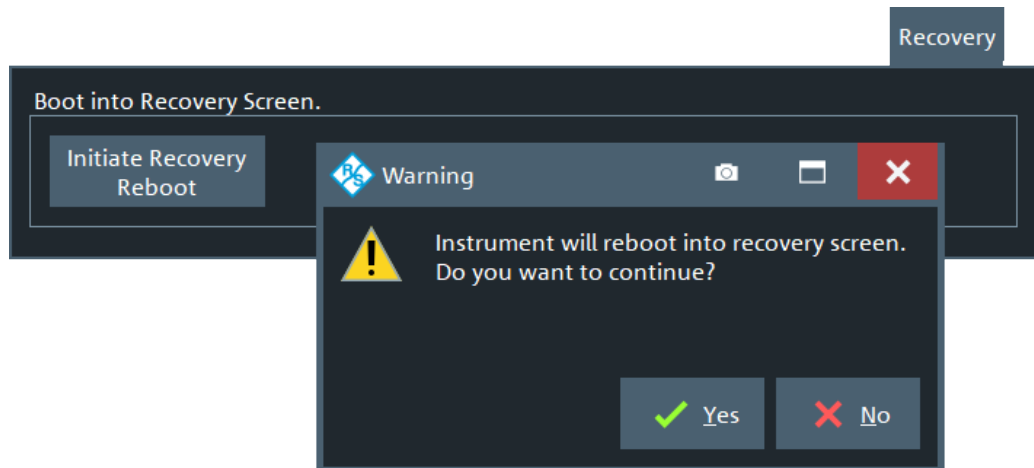 Recovery
Boot into Recovery Screen.
Initiate Recovery
Reboot
R&S Warning
Instrument will reboot into recovery screen.
Do you want to continue?
Yes No